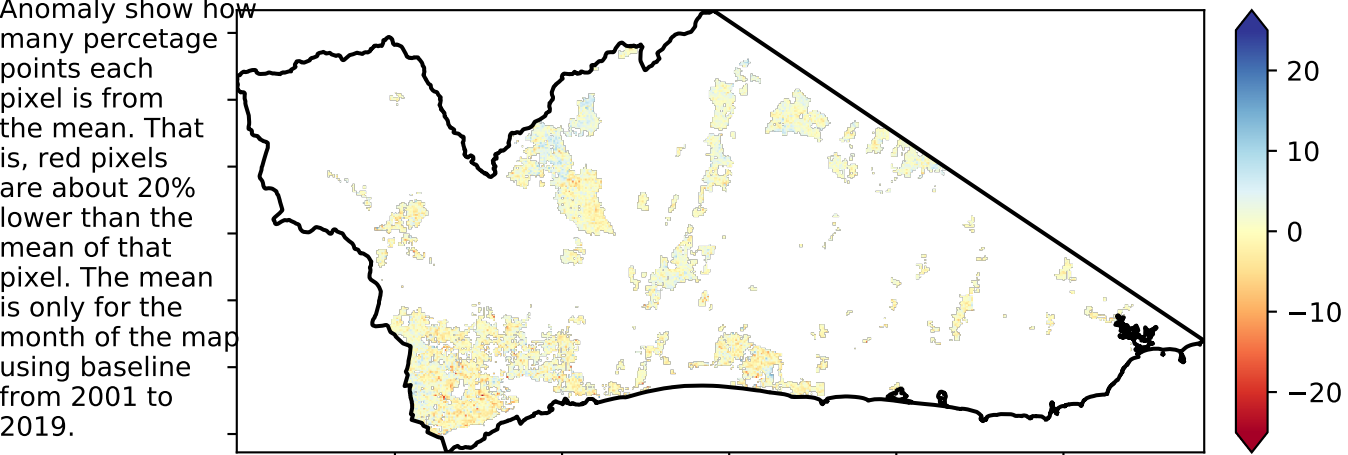 Anomaly show how
many percetage
points each
pixel is from
the mean. That
is, red pixels
are about 20%
lower than the
mean of that
pixel. The mean
is only for the
month of the map
using baseline
from 2001 to
2019.
20
10
0
−10
−20